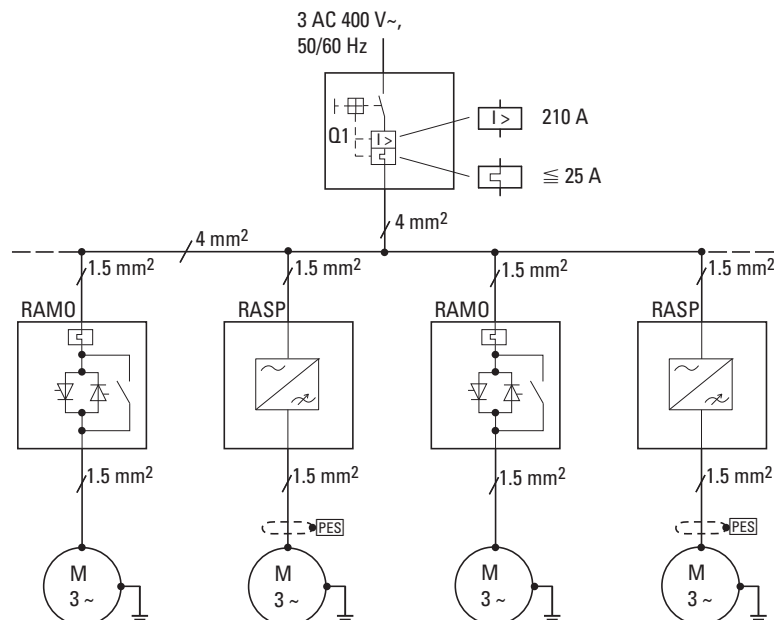 3 AC 400 V~,
50/60 Hz
Q1
I >
I > 210 A
≦ 25 A
4 mm²
4 mm²
1.5 mm² 1.5 mm² 1.5 mm² 1.5 mm²
RAMO RASP RAMO RASP
1.5 mm² 1.5 mm² 1.5 mm² 1.5 mm²
PES PES
M M M M
3 ~ 3 ~ 3 ~ 3 ~